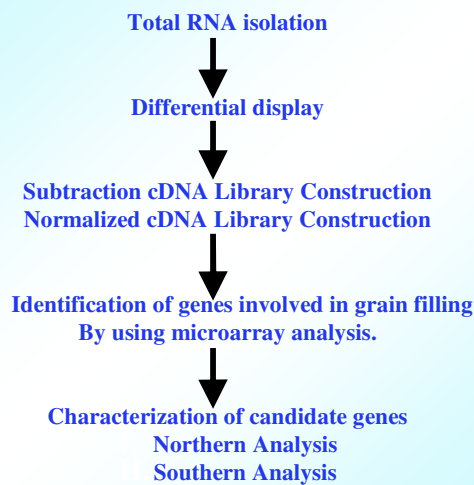 Total RNA isolation
Differential display
Subtraction cDNA Library Construction
Normalized cDNA Library Construction
Identification of genes involved in grain filling
By using microarray analysis.
Characterization of candidate genes
Northern Analysis
Southern Analysis